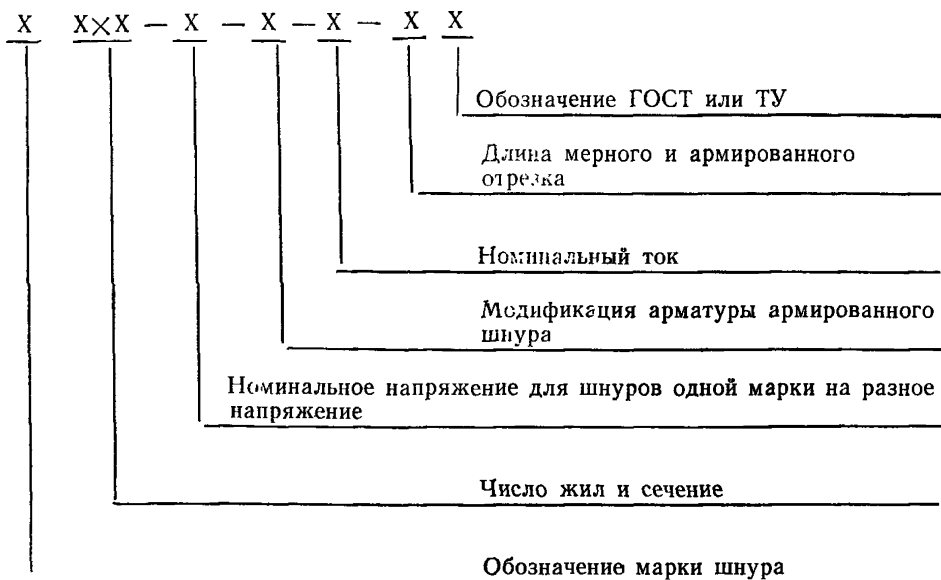 Х Х×Х — Х - Х - Х - Х Х
Обозначение ГОСТ или ТУ
Длина мерного и армированного
отрезка
Номинальный ток
Модификация арматуры армированного
шнура
Номинальное напряжение для шнуров одной марки на разное
напряжение
Число жил и сечение
Обозначение марки шнура